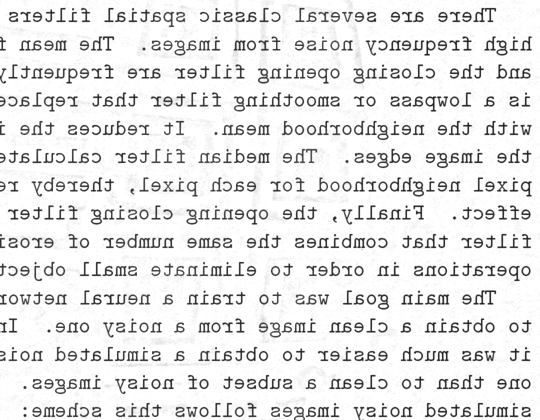 There are several classic spatial filters
high frequency noise from images. The mean f
and the closing opening filter are frequently
is a lowpass or smoothing filter that replace
with the neighborhood mean. It reduces the i
the image edges. The median filter calculate
pixel neighborhood for each pixel, thereby re
effect. Finally, the opening closing filter
filter that combines the same number of erosi
operations in order to eliminate small object
The main goal was to train a neural networ
to obtain a clean image from a noisy one. In
it was much easier to obtain a simulated nois
one than to clean a subset of noisy images.
simulated noisy images follows this scheme: